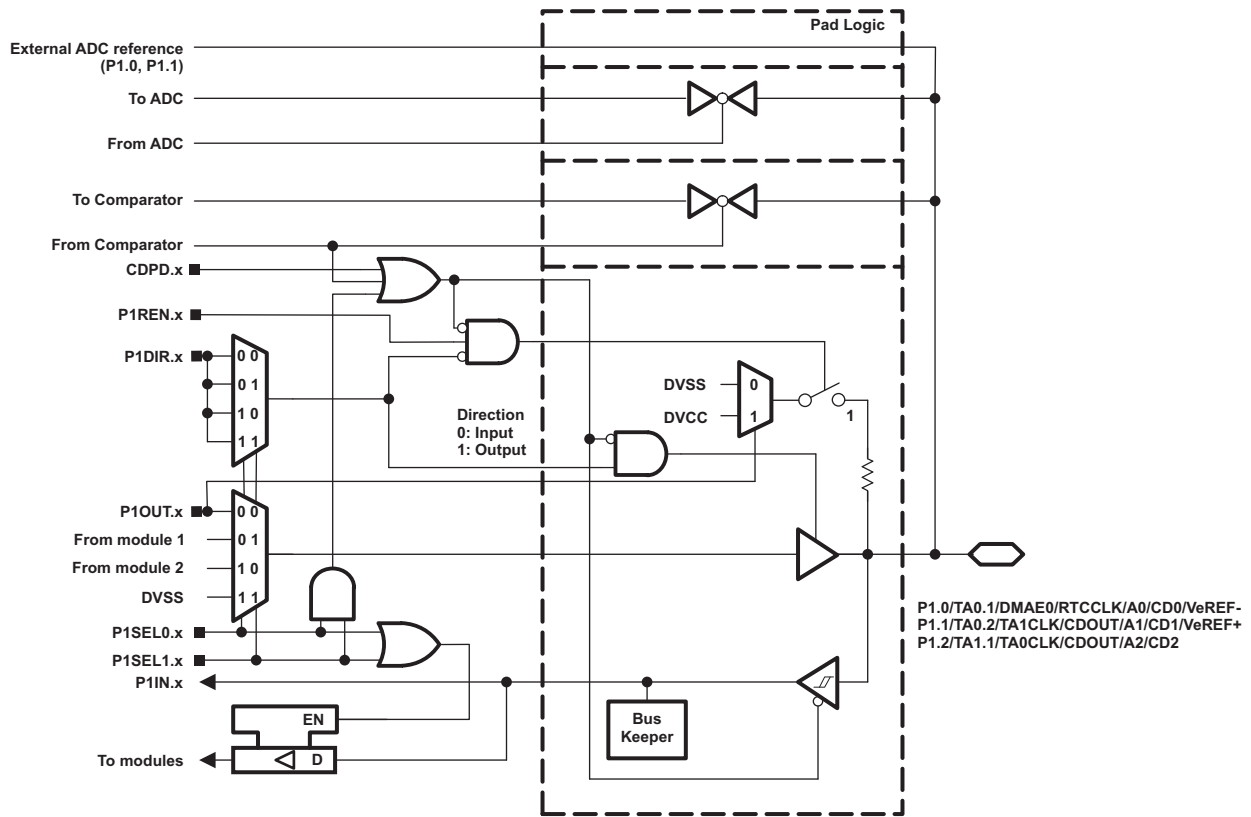 Pad Logic
External ADC reference
(P1.0, P1.1)
To ADC
From ADC
To Comparator
From Comparator
CDPD.x
P1REN.x
P1DIR.x
0 0
0 1
1 0
1 1
Direction
0: Input
1: Output
DVSS
0
DVCC
1
1
P1OUT.x
0 0
From module 1
0 1
From module 2
1 0
DVSS
1 1
P1.0/TA0.1/DMAE0/RTCCLK/A0/CD0/VeREF-
P1.1/TA0.2/TA1CLK/CDOUT/A1/CD1/VeREF+
P1.2/TA1.1/TA0CLK/CDOUT/A2/CD2
P1SEL0.x
P1SEL1.x
P1IN.x
EN
Bus
Keeper
To modules
D